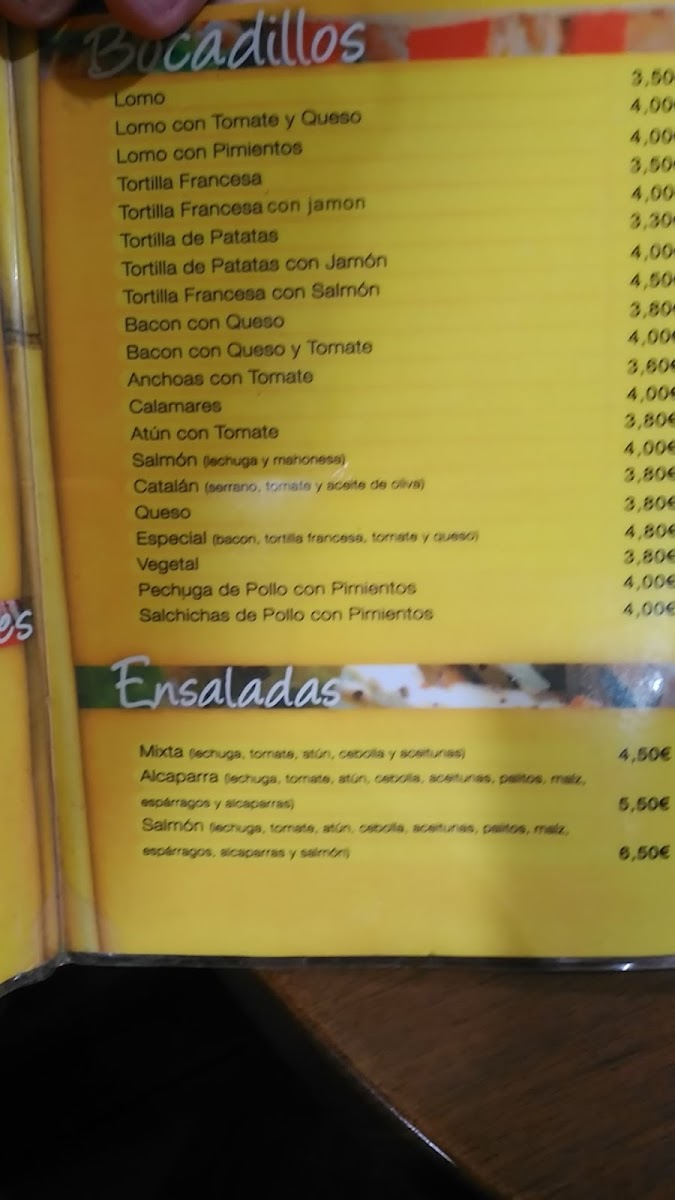 Bocadillos
Lomo 3,50
Lomo con Tomate y Queso 4,00
Lomo con Pimientos 4,00
Tortilla Francesa 3,50
Tortilla Francesa con jamon 4,00
Tortilla de Patatas 3,30
Tortilla de Patatas con Jamón 4,00
Tortilla Francesa con Salmón 4,50
Bacon con Queso 3,80€
Bacon con Queso y Tomate 4,00€
Anchoas con Tomate 3,60€
Calamares 4,00€
Atún con Tomate 3,80€
Salmón (lechuga y mahonesa) 4,00€
Catalán (serrano, tomate y aceite de oliva) 3,80€
Queso 3,80€
Especial (bacon, tortilla francesa, tomate y queso) 4,80€
Vegetal 3,80€
Pechuga de Pollo con Pimientos 4,00€
Salchichas de Pollo con Pimientos 4,00€
es
Ensaladas
Mixta (lechuga, tomate, atún, cebolla y aceitunas) 4,50€
Alcaparra (lechuga, tomate, atún, cebolla, aceitunas, palitos, maíz,
espárragos y alcaparras) 5,50€
Salmón (lechuga, tomate, atún, cebolla, aceitunas, palitos, maíz,
espárragos, alcaparras y salmón) 6,50€